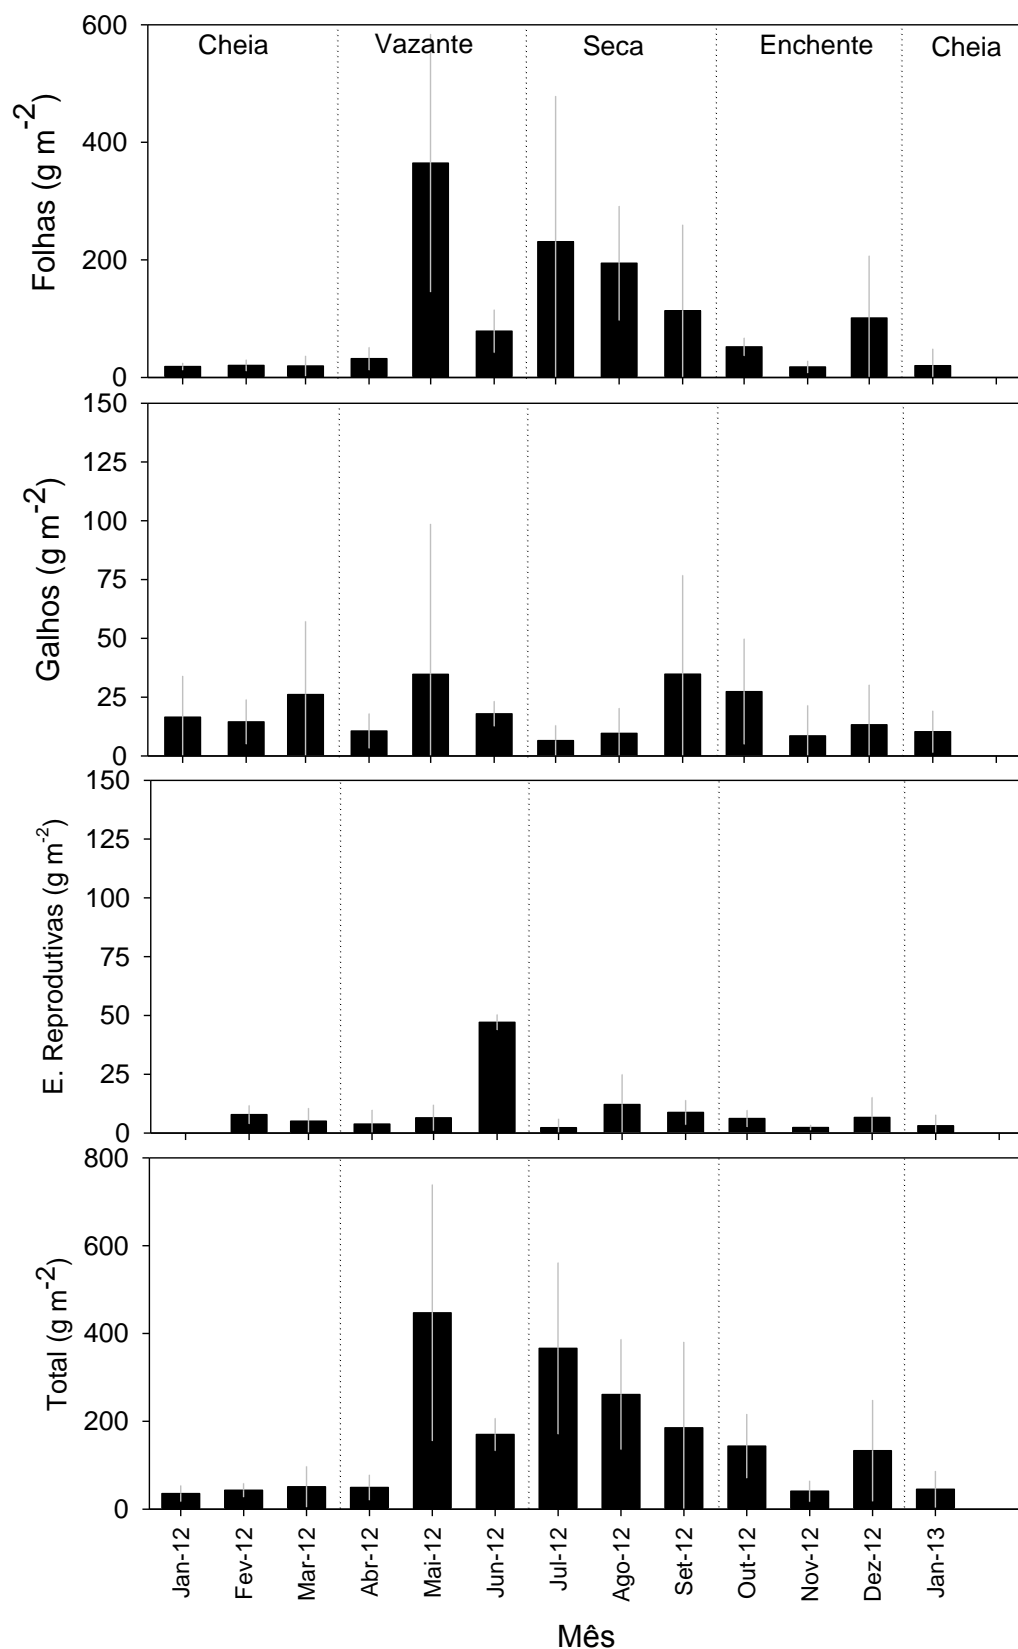 Cheia Vazante Seca Enchente Cheia
Folhas (g m-2)
600
400
200
0
Galhos (g m-2)
150
125
100
75
50
25
0
E. Reprodutivas (g m-2)
150
125
100
75
50
25
0
Total (g m-2)
800
600
400
200
0
Jan-12
Fev-12
Mar-12
Abr-12
Mai-12
Jun-12
Jul-12
Ago-12
Set-12
Out-12
Nov-12
Dez-12
Jan-13
Mês